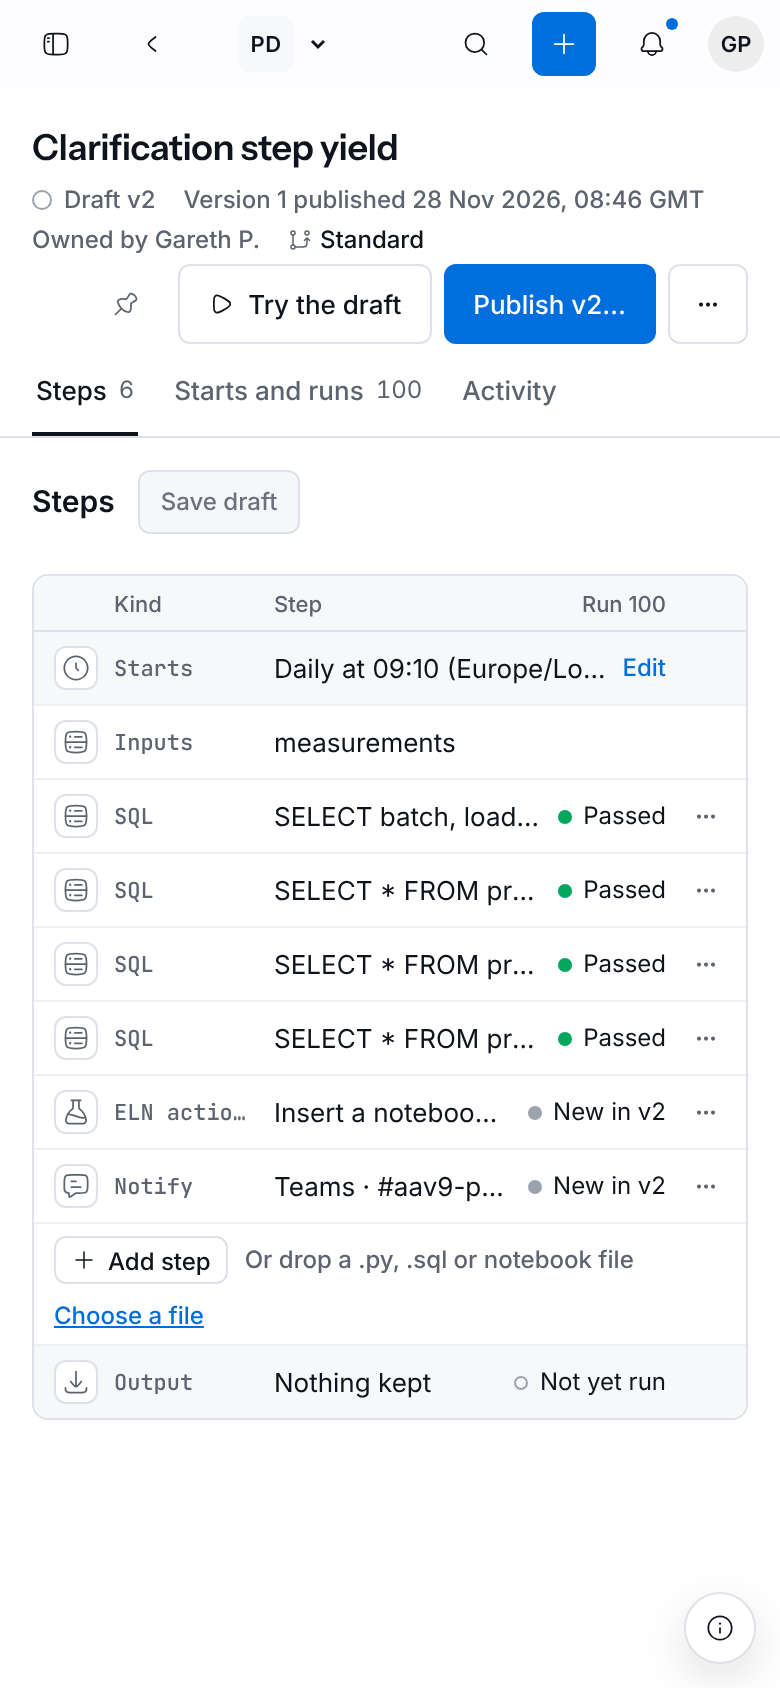 PD
GP
Clarification step yield
Draft v2 Version 1 published 28 Nov 2026, 08:46 GMT
Owned by Gareth P. Standard
Try the draft Publish v2... ...
Steps 6 Starts and runs 100 Activity
Steps Save draft
Kind Step Run 100
Starts Daily at 09:10 (Europe/Lo... Edit
Inputs measurements
SQL SELECT batch, load... Passed ...
SQL SELECT * FROM pr... Passed ...
SQL SELECT * FROM pr... Passed ...
SQL SELECT * FROM pr... Passed ...
ELN actio... Insert a noteboo... New in v2 ...
Notify Teams · #aav9-p... New in v2 ...
Add step Or drop a .py, .sql or notebook file
Choose a file
Output Nothing kept Not yet run